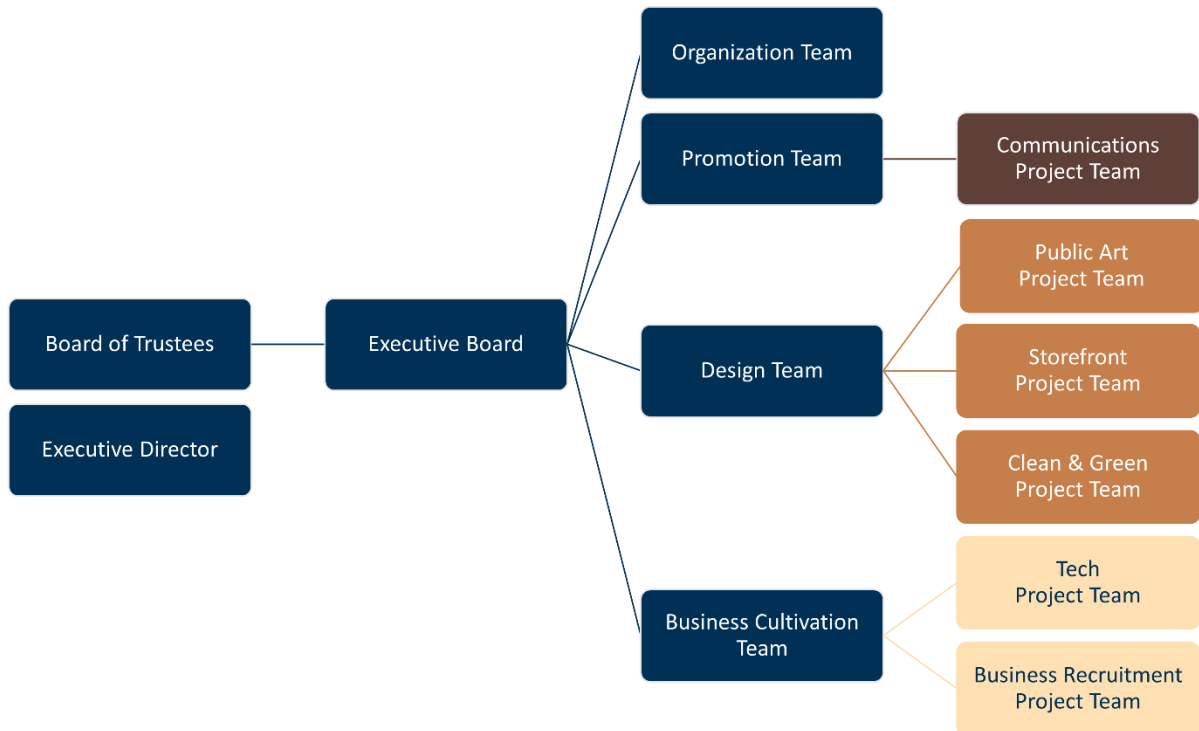 Organization Team
Promotion Team
Communications
Project Team
Public Art
Project Team
Board of Trustees
Executive Board
Design Team
Storefront
Project Team
Executive Director
Clean & Green
Project Team
Business Cultivation
Team
Tech
Project Team
Business Recruitment
Project Team